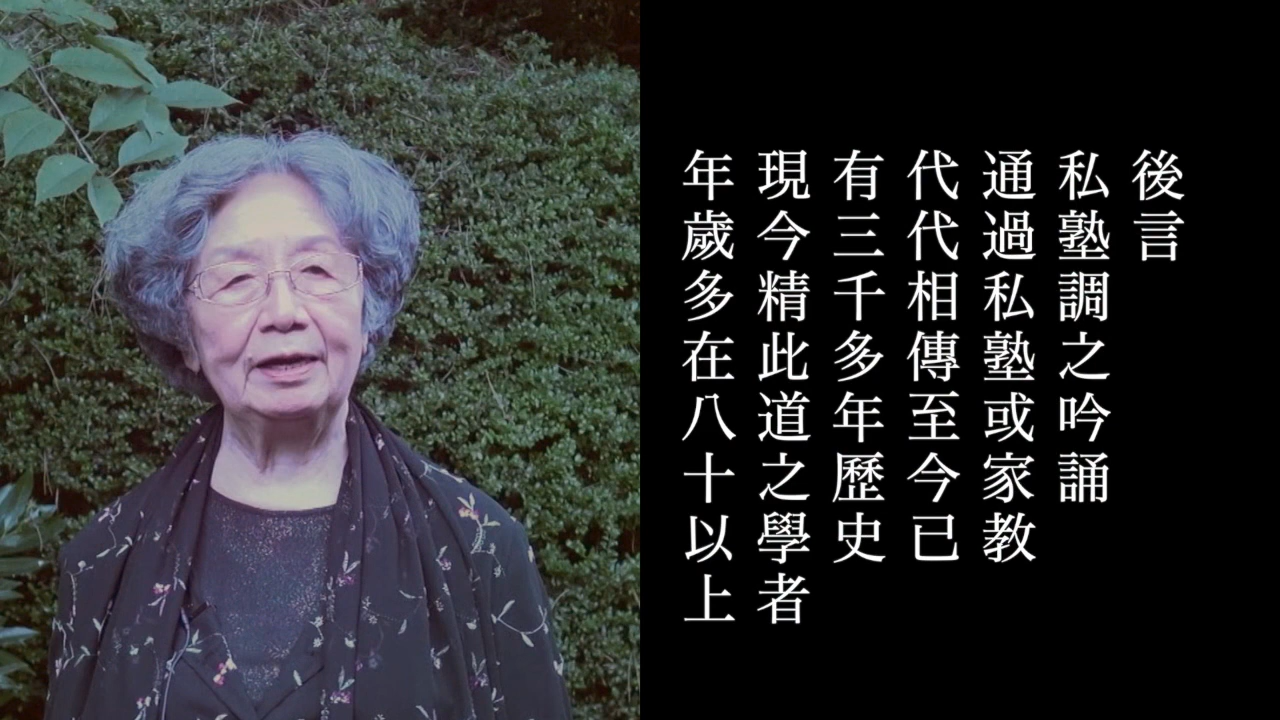 後言
私塾調之吟誦
通過私塾或家教
代代相傳至今已
有三千多年歷史
現今精此道之學者
年歲多在八十以上